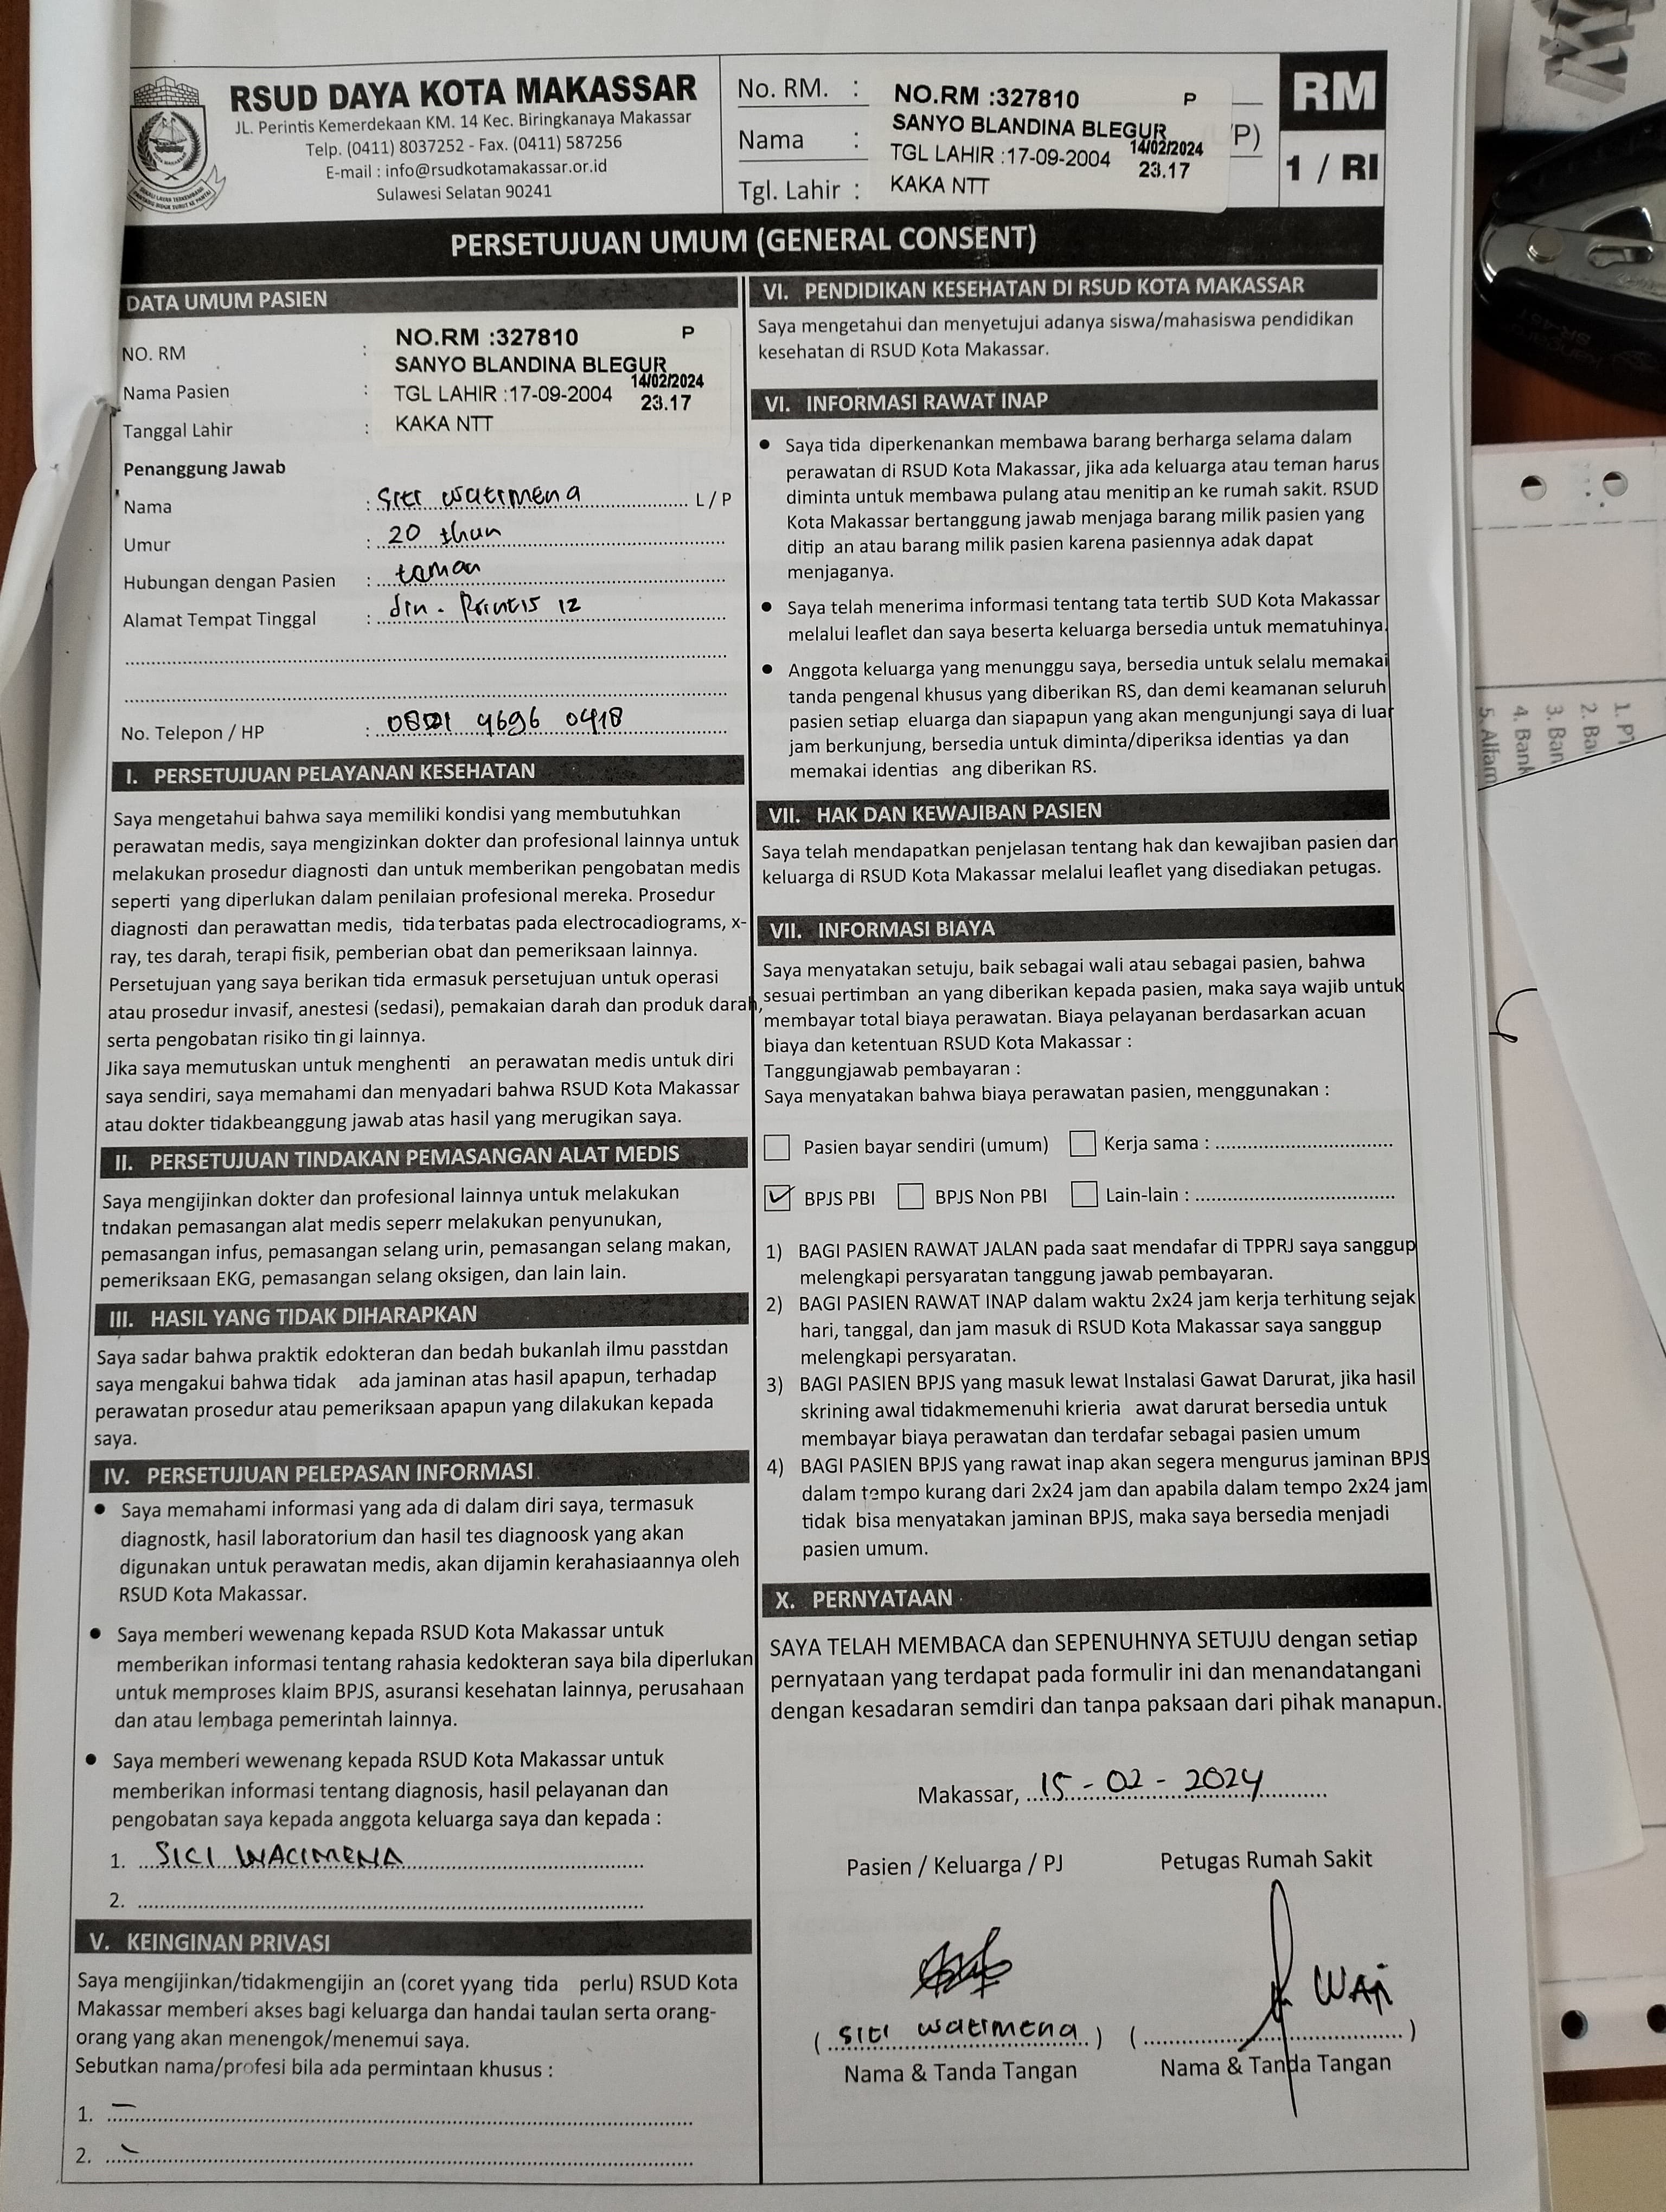 RSUD DAYA KOTA MAKASSAR
JL. Perintis Kemerdekaan KM. 14 Kec. Biringkanaya Makassar
Telp. (0411) 8037252 - Fax. (0411) 587256
E-mail : info@rsudkotamakassar.or.id
Sulawesi Selatan 90241
No. RM. :
Nama :
Tgl. Lahir :
NO.RM :327810 P
SANYO BLANDINA BLEGUR
TGL LAHIR :17-09-2004 14/02/2024
23.17
KAKA NTT
/P)
RM
1 / RI
PERSETUJUAN UMUM (GENERAL CONSENT)
DATA UMUM PASIEN
NO. RM :
Nama Pasien :
Tanggal Lahir :
NO.RM :327810 P
SANYO BLANDINA BLEGUR
TGL LAHIR :17-09-2004 14/02/2024
23.17
KAKA NTT
Penanggung Jawab
Nama : Siti watimena L / P
Umur : 20 thun
Hubungan dengan Pasien : taman
Alamat Tempat Tinggal : Jln. Printis 12
No. Telepon / HP : 0821 9696 0418
I. PERSETUJUAN PELAYANAN KESEHATAN
Saya mengetahui bahwa saya memiliki kondisi yang membutuhkan
perawatan medis, saya mengizinkan dokter dan profesional lainnya untuk
melakukan prosedur diagnosti dan untuk memberikan pengobatan medis
seperti yang diperlukan dalam penilaian profesional mereka. Prosedur
diagnosti dan perawattan medis, tida terbatas pada electrocadiograms, x-
ray, tes darah, terapi fisik, pemberian obat dan pemeriksaan lainnya.
Persetujuan yang saya berikan tida ermasuk persetujuan untuk operasi
atau prosedur invasif, anestesi (sedasi), pemakaian darah dan produk darah,
serta pengobatan risiko tin gi lainnya.
Jika saya memutuskan untuk menghenti an perawatan medis untuk diri
saya sendiri, saya memahami dan menyadari bahwa RSUD Kota Makassar
atau dokter tidakbeanggung jawab atas hasil yang merugikan saya.
II. PERSETUJUAN TINDAKAN PEMASANGAN ALAT MEDIS
Saya mengijinkan dokter dan profesional lainnya untuk melakukan
tndakan pemasangan alat medis seperr melakukan penyunukan,
pemasangan infus, pemasangan selang urin, pemasangan selang makan,
pemeriksaan EKG, pemasangan selang oksigen, dan lain lain.
III. HASIL YANG TIDAK DIHARAPKAN
Saya sadar bahwa praktik edokteran dan bedah bukanlah ilmu passtdan
saya mengakui bahwa tidak ada jaminan atas hasil apapun, terhadap
perawatan prosedur atau pemeriksaan apapun yang dilakukan kepada
saya.
IV. PERSETUJUAN PELEPASAN INFORMASI
• Saya memahami informasi yang ada di dalam diri saya, termasuk
diagnostk, hasil laboratorium dan hasil tes diagnoosk yang akan
digunakan untuk perawatan medis, akan dijamin kerahasiaannya oleh
RSUD Kota Makassar.
• Saya memberi wewenang kepada RSUD Kota Makassar untuk
memberikan informasi tentang rahasia kedokteran saya bila diperlukan
untuk memproses klaim BPJS, asuransi kesehatan lainnya, perusahaan
dan atau lembaga pemerintah lainnya.
• Saya memberi wewenang kepada RSUD Kota Makassar untuk
memberikan informasi tentang diagnosis, hasil pelayanan dan
pengobatan saya kepada anggota keluarga saya dan kepada :
1. SITI WATIMENA
2.
V. KEINGINAN PRIVASI
Saya mengijinkan/tidakmengijin an (coret yyang tida perlu) RSUD Kota
Makassar memberi akses bagi keluarga dan handai taulan serta orang-
orang yang akan menengok/menemui saya.
Sebutkan nama/profesi bila ada permintaan khusus :
1. –
2. –
VI. PENDIDIKAN KESEHATAN DI RSUD KOTA MAKASSAR
Saya mengetahui dan menyetujui adanya siswa/mahasiswa pendidikan
kesehatan di RSUD Kota Makassar.
VI. INFORMASI RAWAT INAP
• Saya tida diperkenankan membawa barang berharga selama dalam
perawatan di RSUD Kota Makassar, jika ada keluarga atau teman harus
diminta untuk membawa pulang atau menitip an ke rumah sakit. RSUD
Kota Makassar bertanggung jawab menjaga barang milik pasien yang
ditip an atau barang milik pasien karena pasiennya adak dapat
menjaganya.
• Saya telah menerima informasi tentang tata tertib SUD Kota Makassar
melalui leaflet dan saya beserta keluarga bersedia untuk mematuhinya.
• Anggota keluarga yang menunggu saya, bersedia untuk selalu memakai
tanda pengenal khusus yang diberikan RS, dan demi keamanan seluruh
pasien setiap eluarga dan siapapun yang akan mengunjungi saya di luar
jam berkunjung, bersedia untuk diminta/diperiksa identias ya dan
memakai identias ang diberikan RS.
VII. HAK DAN KEWAJIBAN PASIEN
Saya telah mendapatkan penjelasan tentang hak dan kewajiban pasien dan
keluarga di RSUD Kota Makassar melalui leaflet yang disediakan petugas.
VII. INFORMASI BIAYA
Saya menyatakan setuju, baik sebagai wali atau sebagai pasien, bahwa
sesuai pertimban an yang diberikan kepada pasien, maka saya wajib untuk
membayar total biaya perawatan. Biaya pelayanan berdasarkan acuan
biaya dan ketentuan RSUD Kota Makassar :
Tanggungjawab pembayaran :
Saya menyatakan bahwa biaya perawatan pasien, menggunakan :
☐ Pasien bayar sendiri (umum) ☐ Kerja sama :
☑ BPJS PBI ☐ BPJS Non PBI ☐ Lain-lain :
1) BAGI PASIEN RAWAT JALAN pada saat mendafar di TPPRJ saya sanggup
melengkapi persyaratan tanggung jawab pembayaran.
2) BAGI PASIEN RAWAT INAP dalam waktu 2x24 jam kerja terhitung sejak
hari, tanggal, dan jam masuk di RSUD Kota Makassar saya sanggup
melengkapi persyaratan.
3) BAGI PASIEN BPJS yang masuk lewat Instalasi Gawat Darurat, jika hasil
skrining awal tidakmemenuhi krieria awat darurat bersedia untuk
membayar biaya perawatan dan terdafar sebagai pasien umum
4) BAGI PASIEN BPJS yang rawat inap akan segera mengurus jaminan BPJS
dalam tempo kurang dari 2x24 jam dan apabila dalam tempo 2x24 jam
tidak bisa menyatakan jaminan BPJS, maka saya bersedia menjadi
pasien umum.
X. PERNYATAAN
SAYA TELAH MEMBACA dan SEPENUHNYA SETUJU dengan setiap
pernyataan yang terdapat pada formulir ini dan menandatangani
dengan kesadaran semdiri dan tanpa paksaan dari pihak manapun.
Makassar, 15 - 02 - 2024
Pasien / Keluarga / PJ Petugas Rumah Sakit
( Siti watimena ) ( )
Nama & Tanda Tangan Nama & Tanda Tangan
1. PT
2. Ba
3. Ban
4. Bank
5. Alfam